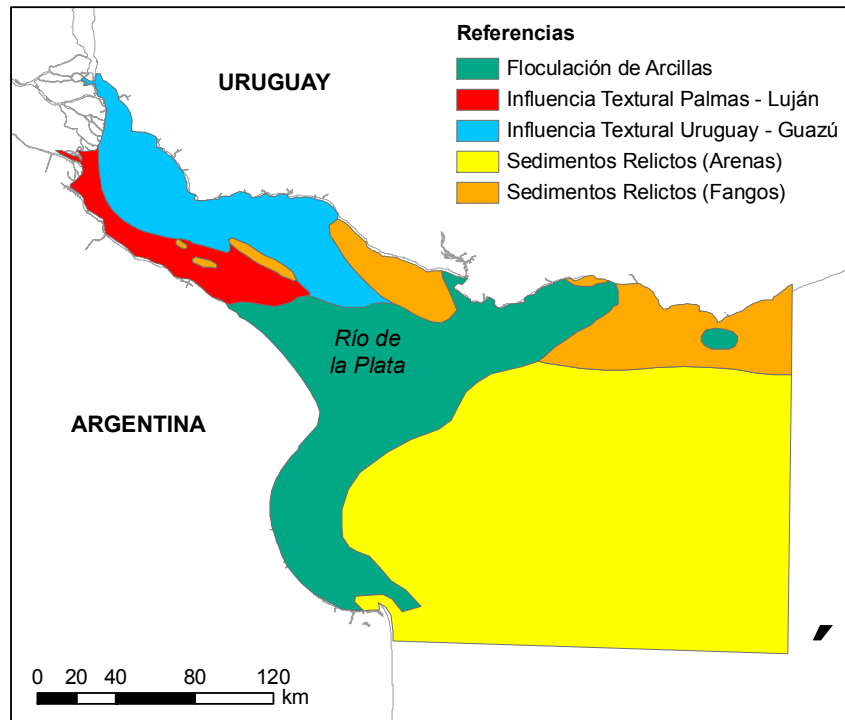 Referencias
Floculación de Arcillas
Influencia Textural Palmas - Luján
Influencia Textural Uruguay - Guazú
Sedimentos Relictos (Arenas)
Sedimentos Relictos (Fangos)
URUGUAY
Río de
la Plata
ARGENTINA
0 20 40 80 120
km